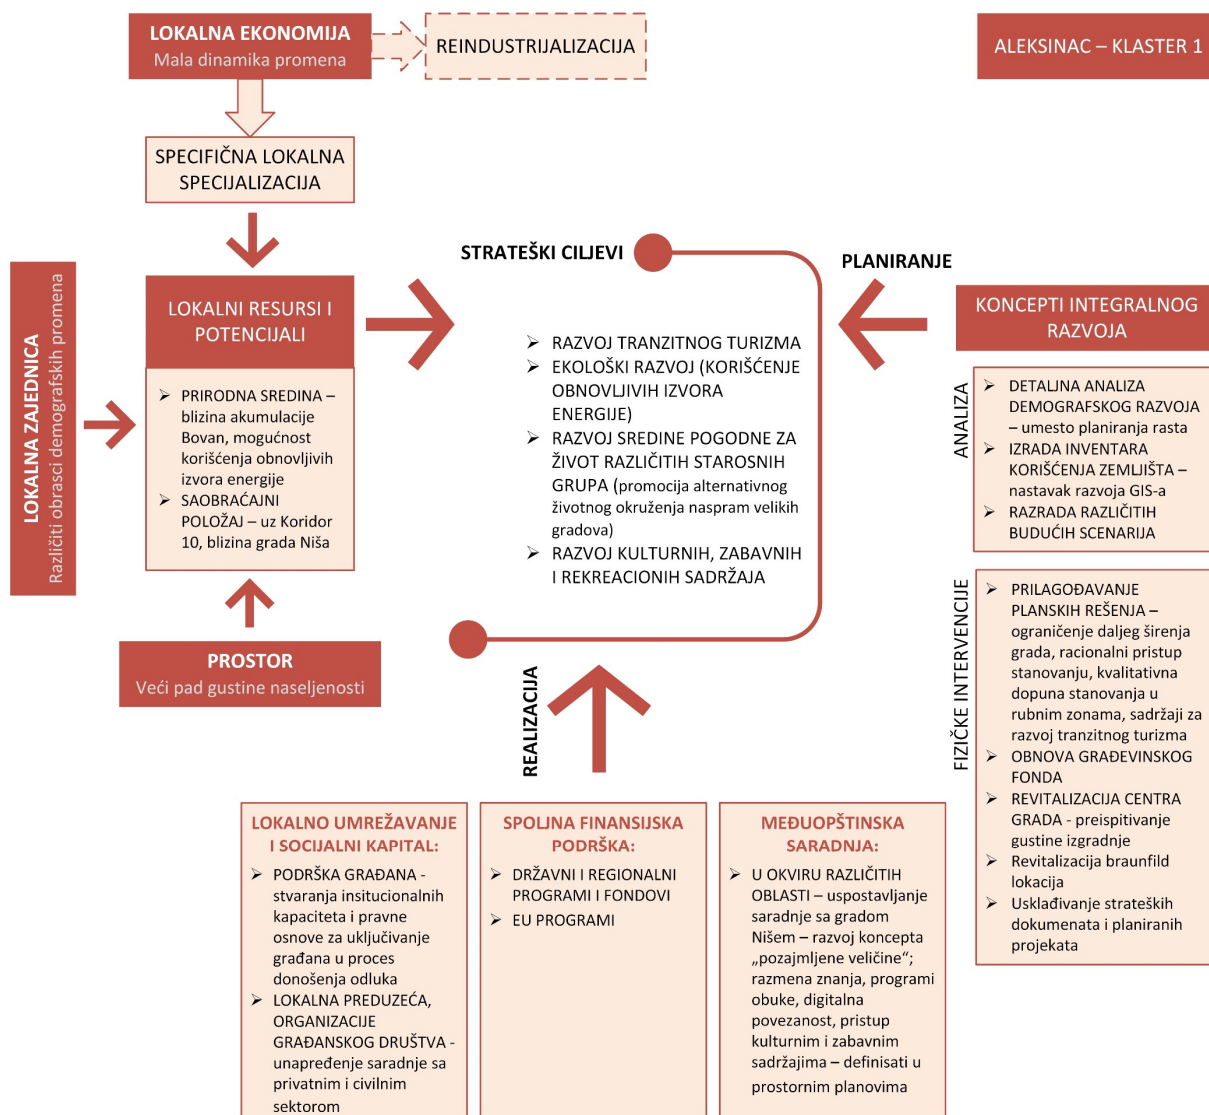 LOKALNA EKONOMIJA
Mala dinamika promena
REINDUSTRIJALIZACIJA
ALEKSINAC – KLASTER 1
SPECIFIČNA LOKALNA
SPECIJALIZACIJA
LOKALNA ZAJEDNICA
Različiti obrasci demografskih promena
LOKALNI RESURSI I
POTENCIJALI
➢ PRIRODNA SREDINA –
blizina akumulacije
Bovan, mogućnost
korišćenja obnovljivih
izvora energije
➢ SAOBRAĆAJNI
POLOŽAJ – uz Koridor
10, blizina grada Niša
PROSTOR
Veći pad gustine naseljenosti
STRATEŠKI CILJEVI
➢ RAZVOJ TRANZITNOG TURIZMA
➢ EKOLOŠKI RAZVOJ (KORIŠĆENJE
OBNOVLJIVIH IZVORA
ENERGIJE)
➢ RAZVOJ SREDINE POGODNE ZA
ŽIVOT RAZLIČITIH STAROSNIH
GRUPA (promocija alternativnog
životnog okruženja naspram velikih
gradova)
➢ RAZVOJ KULTURNIH, ZABAVNIH
I REKREACIONIH SADRŽAJA
PLANIRANJE
KONCEPTI INTEGRALNOG
RAZVOJA
ANALIZA
➢ DETALJNA ANALIZA
DEMOGRAFSKOG RAZVOJA
– umesto planiranja rasta
➢ IZRADA INVENTARA
KORIŠĆENJA ZEMLJIŠTA –
nastavak razvoja GIS-a
➢ RAZRADA RAZLIČITIH
BUDUĆIH SCENARIJA
FIZIČKE INTERVENCIJE
➢ PRILAGOĐAVANJE
PLANSKIH REŠENJA –
ograničenje daljeg širenja
grada, racionalni pristup
stanovanju, kvalitativna
dopuna stanovanja u
rubnim zonama, sadržaji za
razvoj tranzitnog turizma
➢ OBNOVA GRAĐEVINSKOG
FONDA
➢ REVITALIZACIJA CENTRA
GRADA - preispitivanje
gustine izgradnje
➢ Revitalizacija braunfild
lokacija
➢ Usklađivanje strateških
dokumenata i planiranih
projekata
REALIZACIJA
LOKALNO UMREŽAVANJE
I SOCIJALNI KAPITAL:
➢ PODRŠKA GRAĐANA -
stvaranja insitucionalnih
kapaciteta i pravne
osnove za uključivanje
građana u proces
donošenja odluka
➢ LOKALNA PREDUZEĆA,
ORGANIZACIJE
GRAĐANSKOG DRUŠTVA -
unapređenje saradnje sa
privatnim i civilnim
sektorom
SPOLJNA FINANSIJSKA
PODRŠKA:
➢ DRŽAVNI I REGIONALNI
PROGRAMI I FONDOVI
➢ EU PROGRAMI
MEĐUOPŠTINSKA
SARADNJA:
➢ U OKVIRU RAZLIČITIH
OBLASTI – uspostavljanje
saradnje sa gradom
Nišem – razvoj koncepta
„pozajmljene veličine“;
razmena znanja, programi
obuke, digitalna
povezanost, pristup
kulturnim i zabavnim
sadržajima – definisati u
prostornim planovima